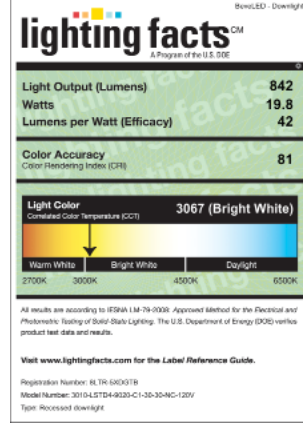 BeveLED - Downlight
lighting facts CM
A Program of the U.S. DOE
Light Output (Lumens) 842
Watts 19.8
Lumens per Watt (Efficacy) 42
Color Accuracy 81
Color Rendering Index (CRI)
Light Color
Correlated Color Temperature (CCT) 3067 (Bright White)
Warm White Bright White Daylight
2700K 3000K 4500K 6500K
All results are according to IESNA LM-79-2008: Approved Method for the Electrical and
Photometric Testing of Solid-State Lighting. The U.S. Department of Energy (DOE) verifies
product test data and results.
Visit www.lightingfacts.com for the Label Reference Guide.
Registration Number: 8LTR-5XOGTB
Model Number: 3010-LSTD4-9020-C1-30-30-NC-120V
Type: Recessed downlight